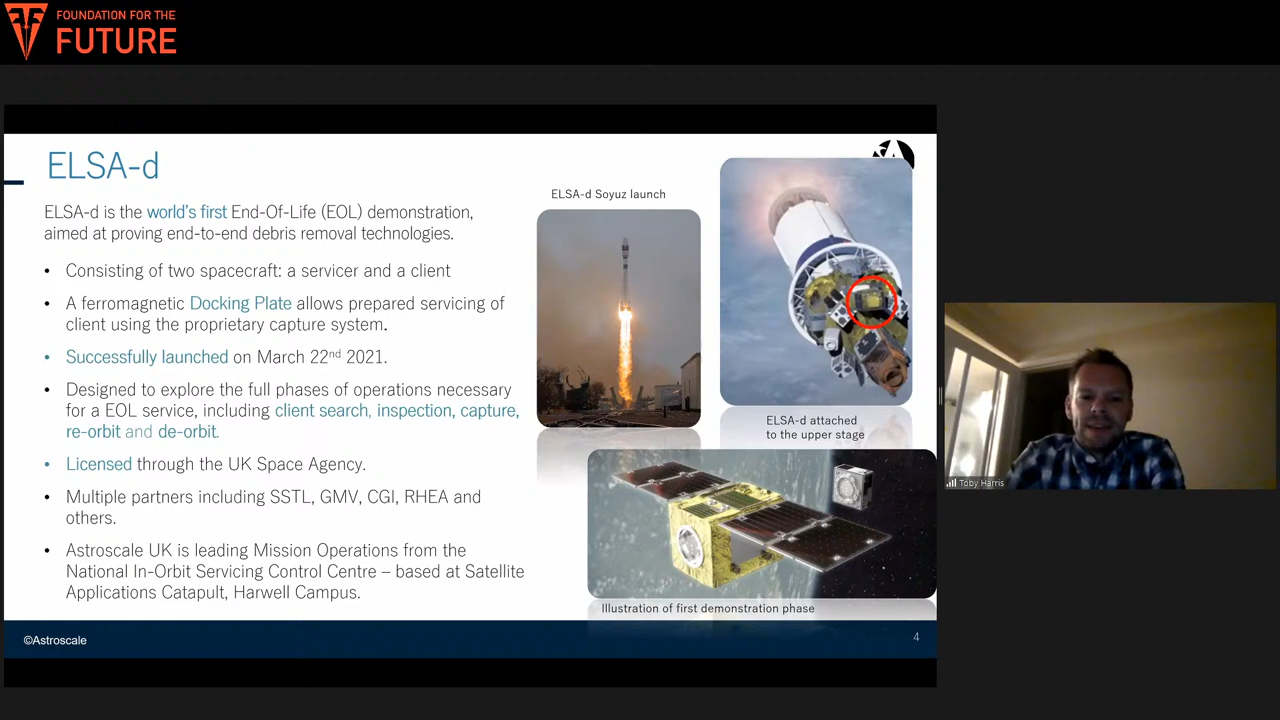 FOUNDATION FOR THE
FUTURE
ELSA-d
ELSA-d is the world's first End-Of-Life (EOL) demonstration,
aimed at proving end-to-end debris removal technologies.
• Consisting of two spacecraft: a servicer and a client
• A ferromagnetic Docking Plate allows prepared servicing of
client using the proprietary capture system.
• Successfully launched on March 22nd 2021.
• Designed to explore the full phases of operations necessary
for a EOL service, including client search, inspection, capture,
re-orbit and de-orbit.
• Licensed through the UK Space Agency.
• Multiple partners including SSTL, GMV, CGI, RHEA and
others.
• Astroscale UK is leading Mission Operations from the
National In-Orbit Servicing Control Centre – based at Satellite
Applications Catapult, Harwell Campus.
ELSA-d Soyuz launch
ELSA-d attached
to the upper stage
Illustration of first demonstration phase
©Astroscale
4
Toby Harris